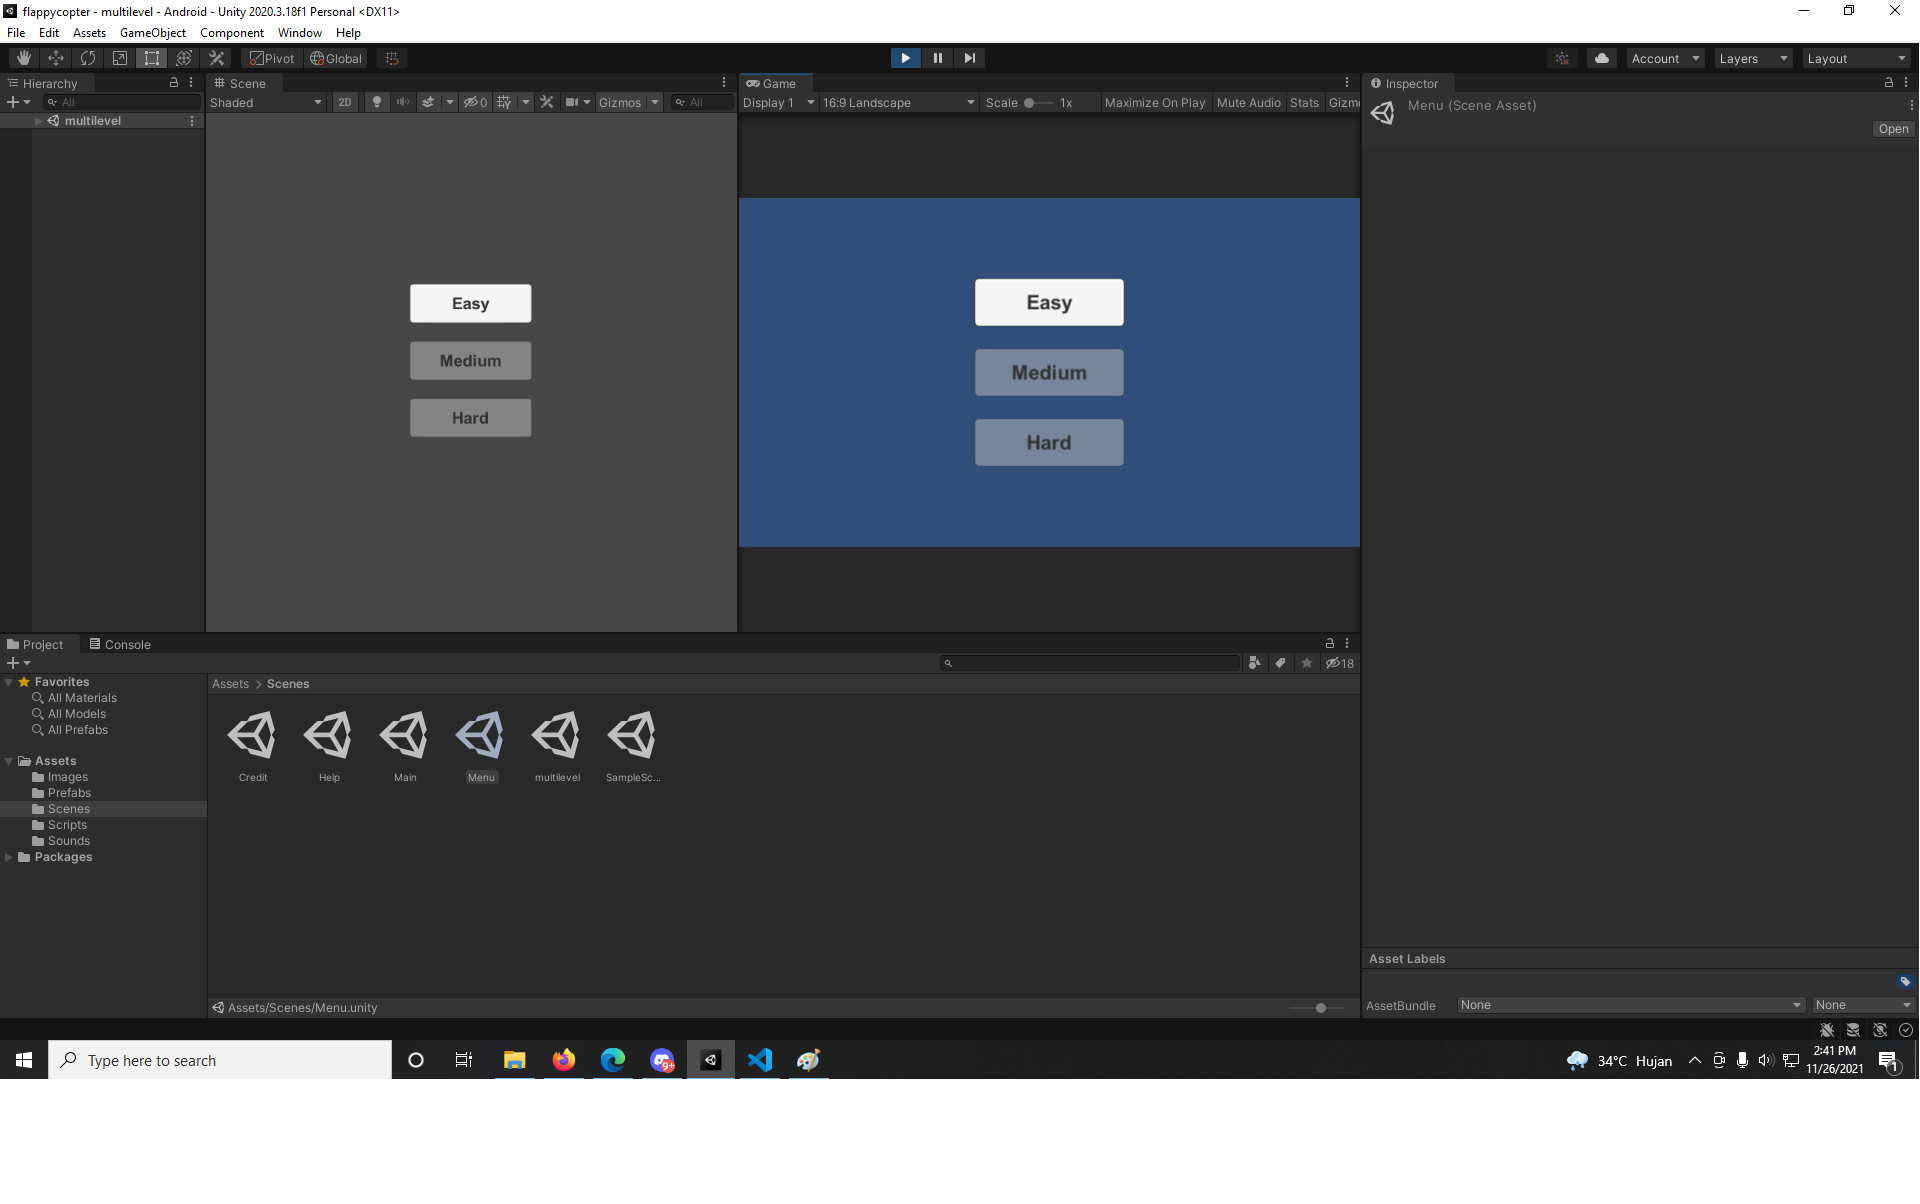 flappycopter - multilevel - Android - Unity 2020.3.18f1 Personal <DX11>
File Edit Assets GameObject Component Window Help
Pivot Global Account Layers Layout
Hierarchy Scene Game Inspector
All Shaded 2D 0 Gizmos All Display 1 16:9 Landscape Scale 1x Maximize On Play Mute Audio Stats Gizm
multilevel
Menu (Scene Asset)
Open
Easy
Medium
Hard
Easy
Medium
Hard
Project Console
18
Favorites
All Materials
All Models
All Prefabs
Assets
Images
Prefabs
Scenes
Scripts
Sounds
Packages
Assets > Scenes
Credit Help Main Menu multilevel SampleSc...
Assets/Scenes/Menu.unity
Asset Labels
AssetBundle None None
Type here to search
9+
34°C Hujan
2:41 PM
11/26/2021
1